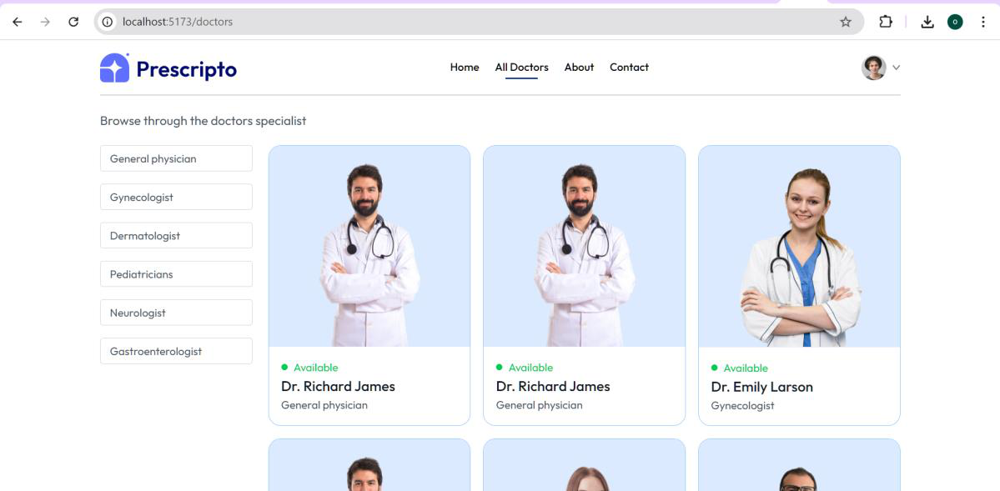 localhost:5173/doctors
o
Prescripto
Home All Doctors About Contact
Browse through the doctors specialist
General physician
Gynecologist
Dermatologist
Pediatricians
Neurologist
Gastroenterologist
Available
Dr. Richard James
General physician
Available
Dr. Richard James
General physician
Available
Dr. Emily Larson
Gynecologist